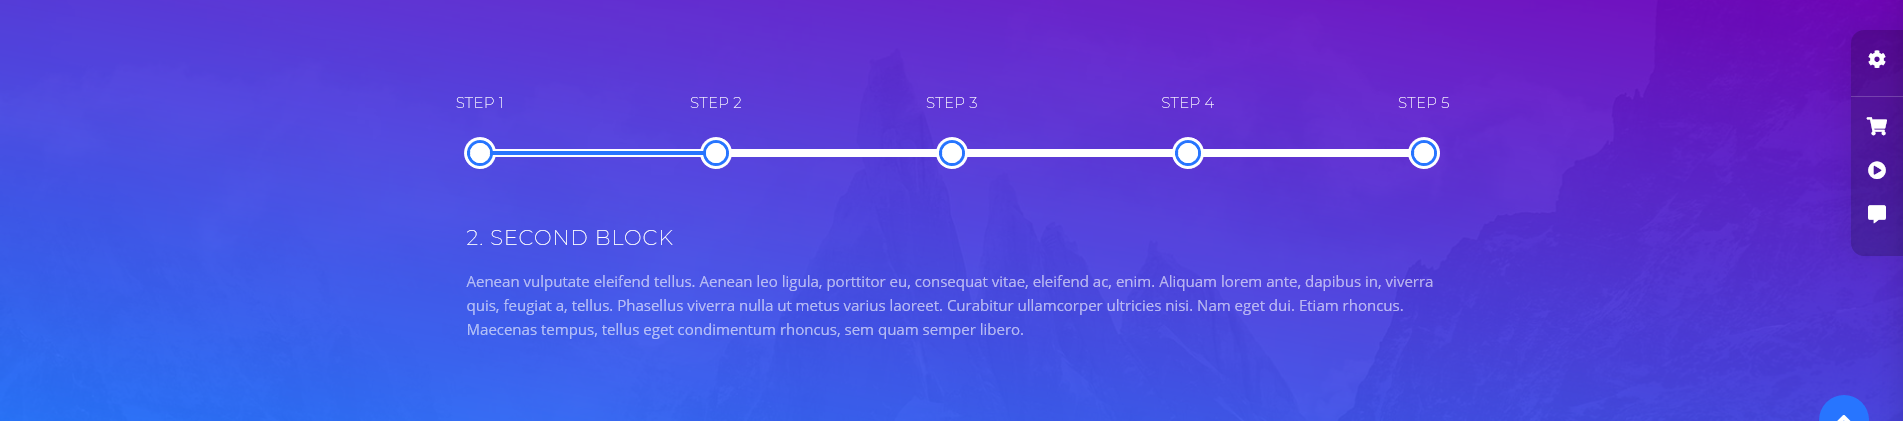 STEP 1 STEP 2 STEP 3 STEP 4 STEP 5
2. SECOND BLOCK
Aenean vulputate eleifend tellus. Aenean leo ligula, porttitor eu, consequat vitae, eleifend ac, enim. Aliquam lorem ante, dapibus in, viverra
quis, feugiat a, tellus. Phasellus viverra nulla ut metus varius laoreet. Curabitur ullamcorper ultricies nisi. Nam eget dui. Etiam rhoncus.
Maecenas tempus, tellus eget condimentum rhoncus, sem quam semper libero.